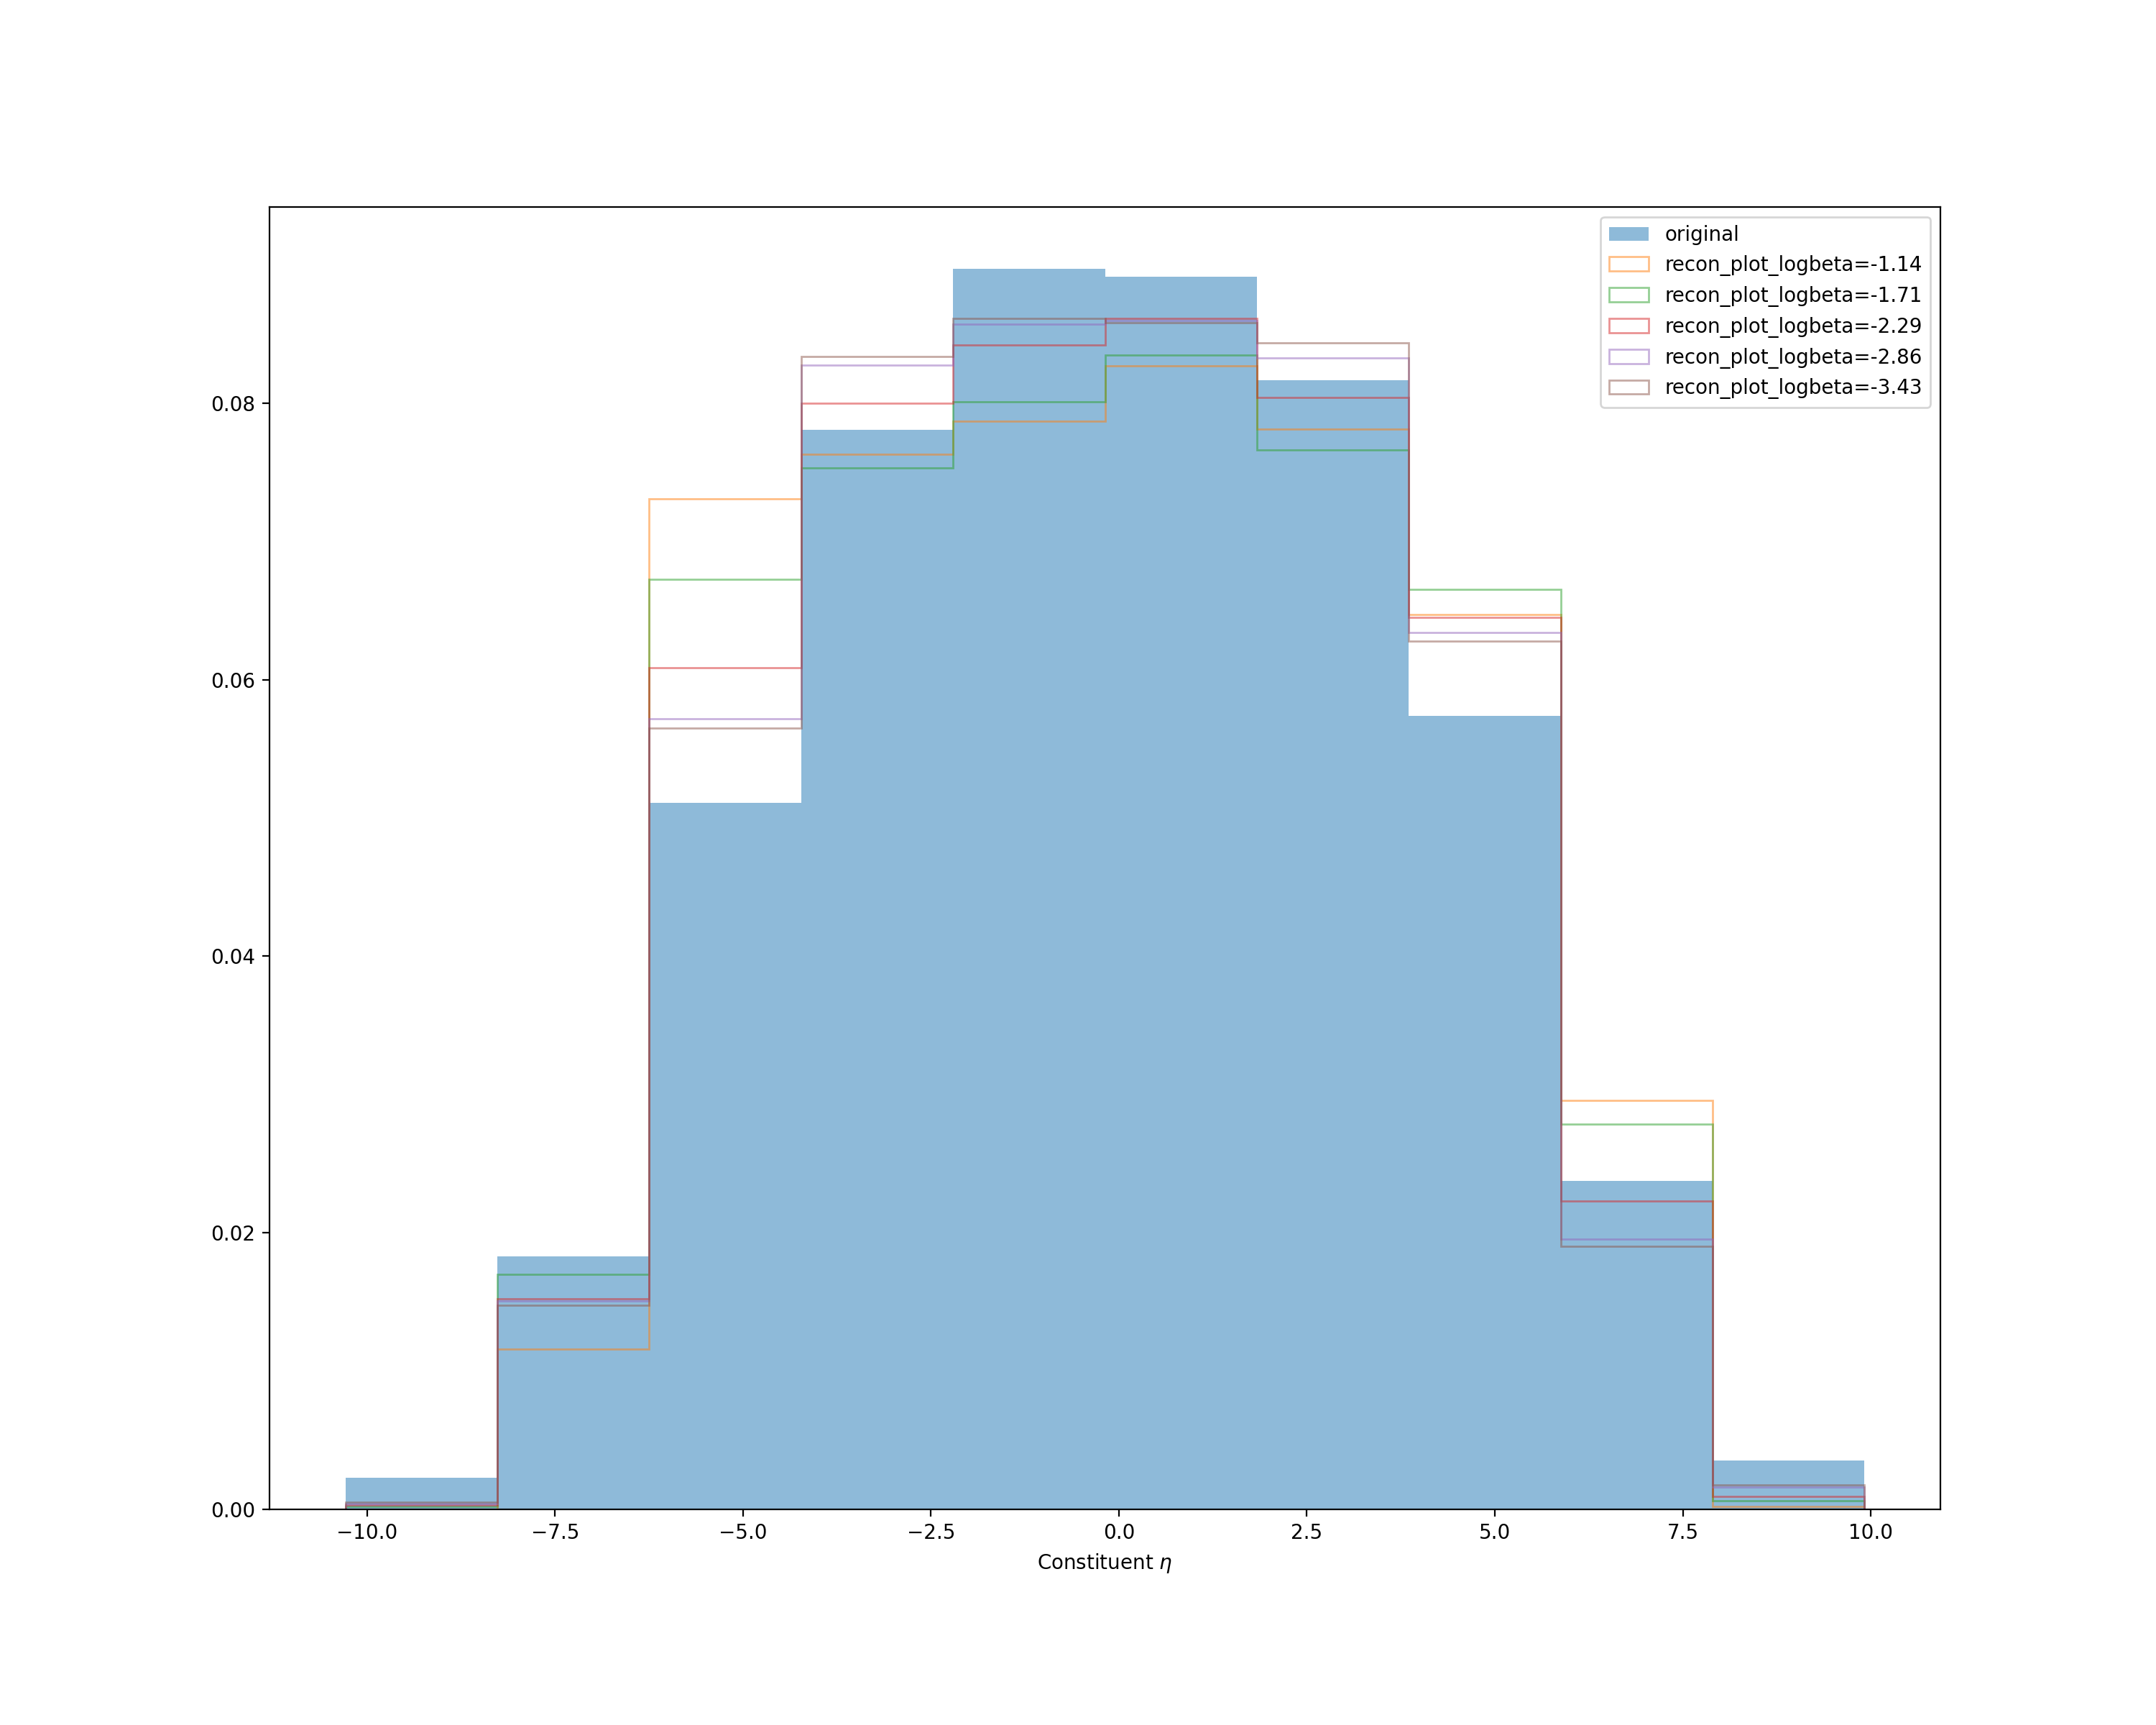 original
recon_plot_logbeta=-1.14
recon_plot_logbeta=-1.71
recon_plot_logbeta=-2.29
recon_plot_logbeta=-2.86
recon_plot_logbeta=-3.43
0.08
0.06
0.04
0.02
0.00
−10.0 −7.5 −5.0 −2.5 0.0 2.5 5.0 7.5 10.0
Constituent η